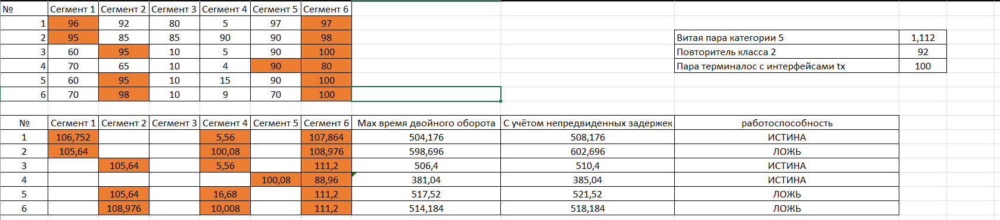 № Сегмент 1 Сегмент 2 Сегмент 3 Сегмент 4 Сегмент 5 Сегмент 6
1 96 92 80 5 97 97
2 95 85 85 90 90 98 Витая пара категории 5 1,112
3 60 95 10 5 90 100 Повторитель класса 2 92
4 70 65 10 4 90 80 Пара терминалос с интерфейсами tx 100
5 60 95 10 15 90 100
6 70 98 10 9 70 100
№ Сегмент 1 Сегмент 2 Сегмент 3 Сегмент 4 Сегмент 5 Сегмент 6 Мах время двойного оборота С учётом непредвиденных задержек работоспособность
1 106,752 5,56 107,864 504,176 508,176 ИСТИНА
2 105,64 100,08 108,976 598,696 602,696 ЛОЖЬ
3 105,64 5,56 111,2 506,4 510,4 ИСТИНА
4 100,08 88,96 381,04 385,04 ИСТИНА
5 105,64 16,68 111,2 517,52 521,52 ЛОЖЬ
6 108,976 10,008 111,2 514,184 518,184 ЛОЖЬ